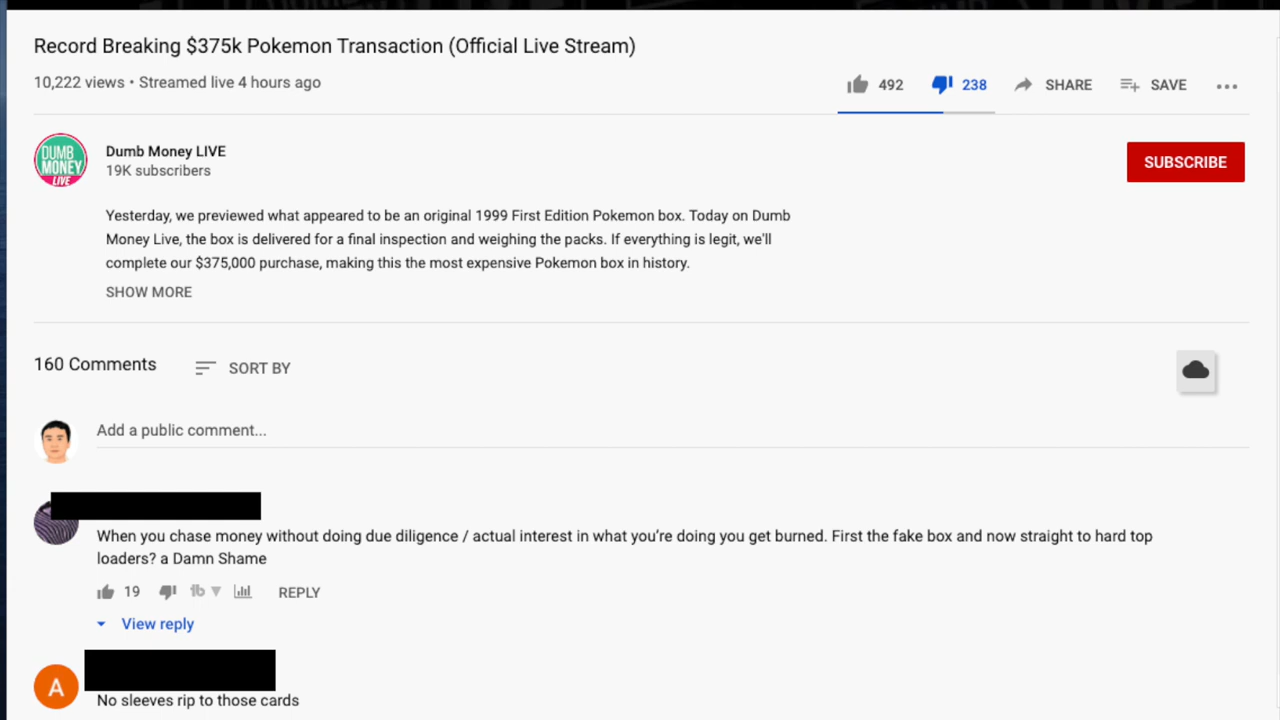 Record Breaking $375k Pokemon Transaction (Official Live Stream)
10,222 views • Streamed live 4 hours ago
492 238 SHARE SAVE
DUMB
MONEY
LIVE
Dumb Money LIVE
19K subscribers
SUBSCRIBE
Yesterday, we previewed what appeared to be an original 1999 First Edition Pokemon box. Today on Dumb
Money Live, the box is delivered for a final inspection and weighing the packs. If everything is legit, we'll
complete our $375,000 purchase, making this the most expensive Pokemon box in history.
SHOW MORE
160 Comments SORT BY
Add a public comment...
When you chase money without doing due diligence / actual interest in what you're doing you get burned. First the fake box and now straight to hard top
loaders? a Damn Shame
19 tb REPLY
View reply
A
No sleeves rip to those cards